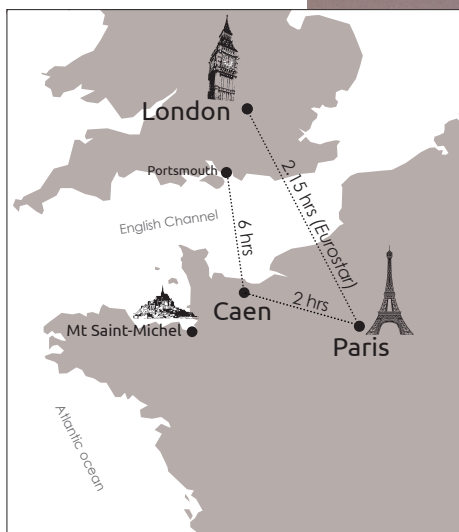 London
Portsmouth
2.15 hrs (Eurostar)
English Channel
6 hrs
Caen
2 hrs
Mt Saint-Michel
Paris
Atlantic ocean